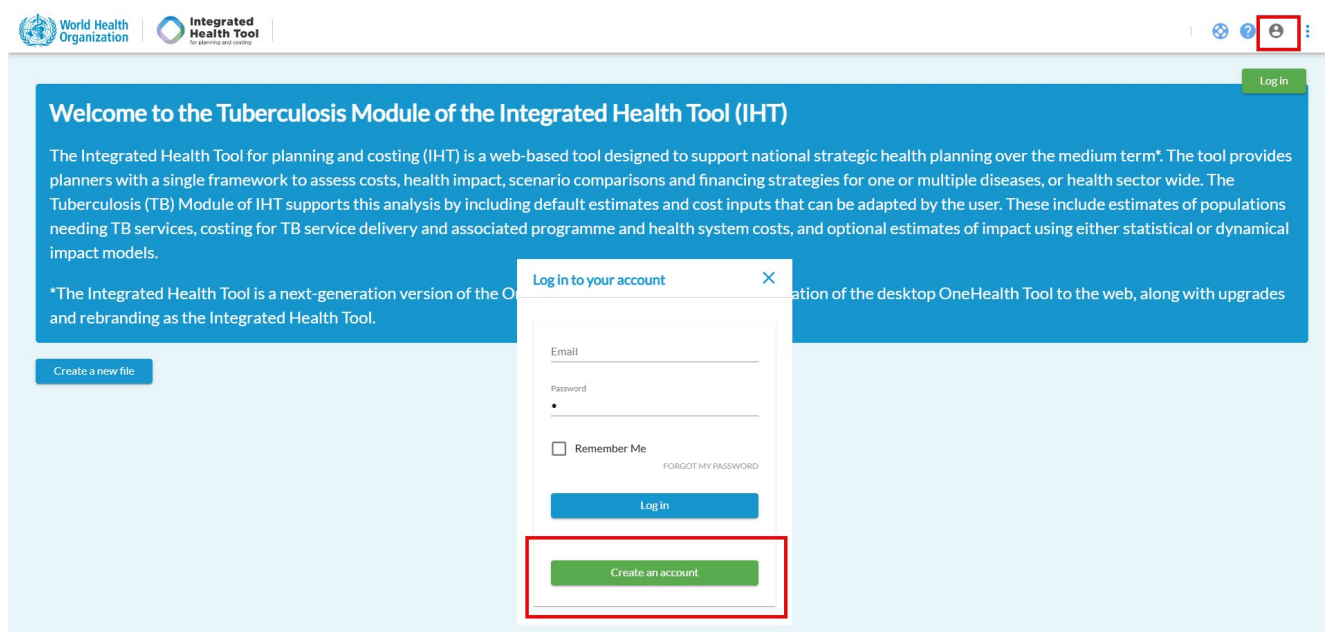 World Health
Organization
Integrated
Health Tool
for planning and costing
Log in
Welcome to the Tuberculosis Module of the Integrated Health Tool (IHT)
The Integrated Health Tool for planning and costing (IHT) is a web-based tool designed to support national strategic health planning over the medium term*. The tool provides
planners with a single framework to assess costs, health impact, scenario comparisons and financing strategies for one or multiple diseases, or health sector wide. The
Tuberculosis (TB) Module of IHT supports this analysis by including default estimates and cost inputs that can be adapted by the user. These include estimates of populations
needing TB services, costing for TB service delivery and associated programme and health system costs, and optional estimates of impact using either statistical or dynamical
impact models.
*The Integrated Health Tool is a next-generation version of the O ation of the desktop OneHealth Tool to the web, along with upgrades
and rebranding as the Integrated Health Tool.
Create a new file
Log in to your account
Email
Password
Remember Me
FORGOT MY PASSWORD
Log in
Create an account